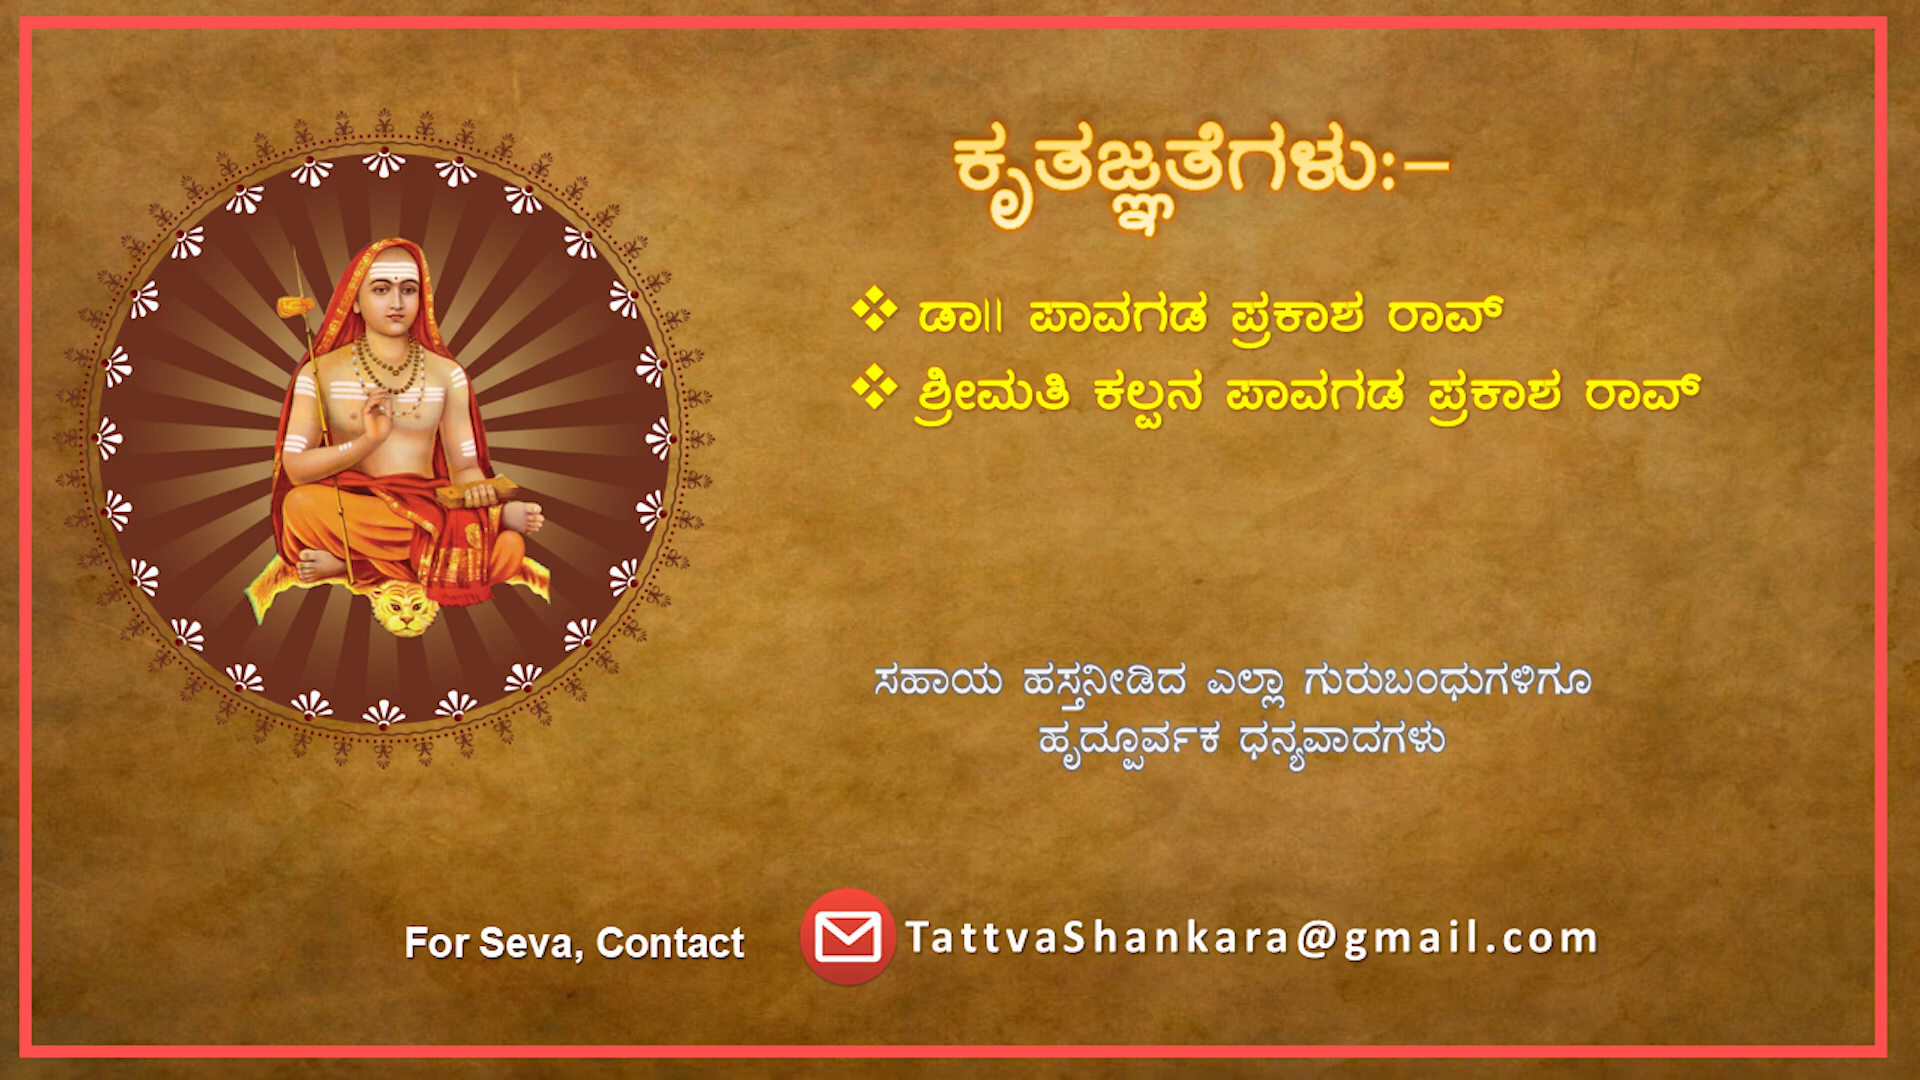 ಕೃತಜ್ಞತೆಗಳು:–
❖ ಡಾ|| ಪಾವಗಡ ಪ್ರಕಾಶ ರಾವ್
❖ ಶ್ರೀಮತಿ ಕಲ್ಪನ ಪಾವಗಡ ಪ್ರಕಾಶ ರಾವ್
ಸಹಾಯ ಹಸ್ತನೀಡಿದ ಎಲ್ಲಾ ಗುರುಬಂಧುಗಳಿಗೂ
ಹೃದ್ಪೂರ್ವಕ ಧನ್ಯವಾದಗಳು
For Seva, Contact TattvaShankara@gmail.com